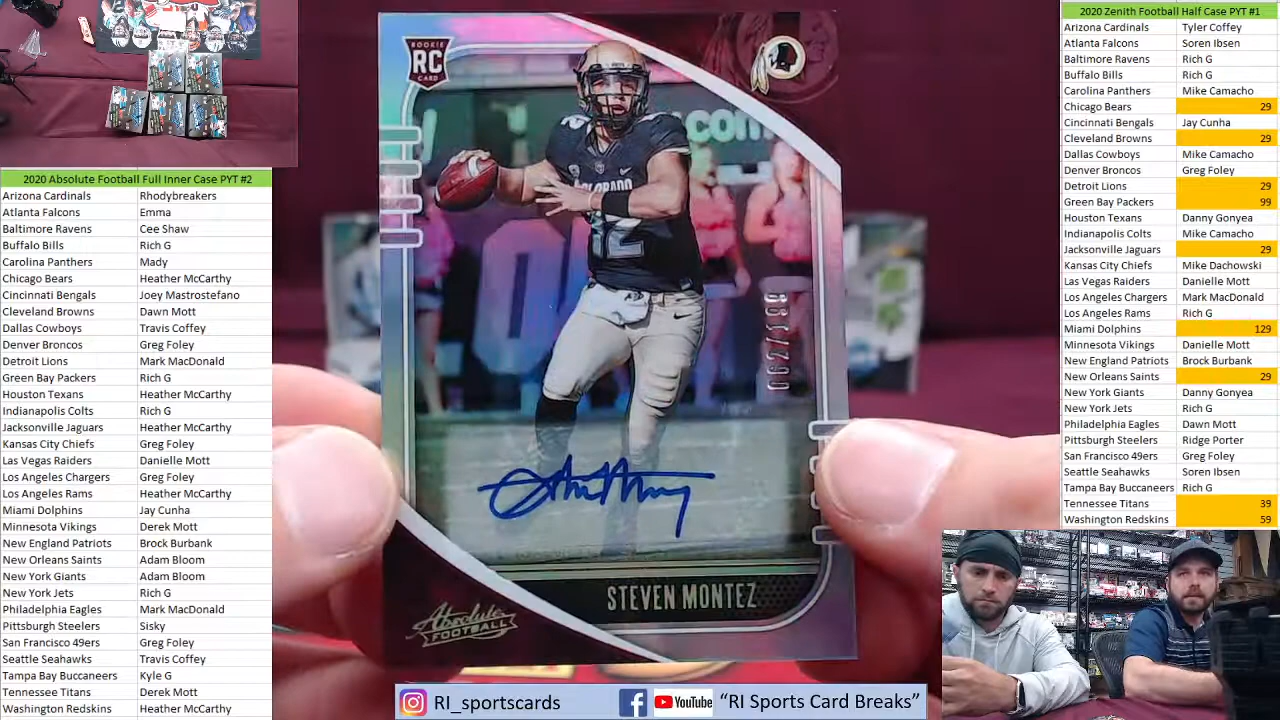 2020 Absolute Football Full Inner Case PYT #2
Arizona Cardinals Rhodybreakers
Atlanta Falcons Emma
Baltimore Ravens Cee Shaw
Buffalo Bills Rich G
Carolina Panthers Mady
Chicago Bears Heather McCarthy
Cincinnati Bengals Joey Mastrostefano
Cleveland Browns Dawn Mott
Dallas Cowboys Travis Coffey
Denver Broncos Greg Foley
Detroit Lions Mark MacDonald
Green Bay Packers Rich G
Houston Texans Heather McCarthy
Indianapolis Colts Rich G
Jacksonville Jaguars Heather McCarthy
Kansas City Chiefs Greg Foley
Las Vegas Raiders Danielle Mott
Los Angeles Chargers Greg Foley
Los Angeles Rams Heather McCarthy
Miami Dolphins Jay Cunha
Minnesota Vikings Derek Mott
New England Patriots Brock Burbank
New Orleans Saints Adam Bloom
New York Giants Adam Bloom
New York Jets Rich G
Philadelphia Eagles Mark MacDonald
Pittsburgh Steelers Sisky
San Francisco 49ers Greg Foley
Seattle Seahawks Travis Coffey
Tampa Bay Buccaneers Kyle G
Tennessee Titans Derek Mott
Washington Redskins Heather McCarthy
ROOKIE
RC
CARD
.com
COLORADO
12
062/199
STEVEN MONTEZ
Absolute
FOOTBALL
RI_sportscards
YouTube
“RI Sports Card Breaks”
2020 Zenith Football Half Case PYT #1
Arizona Cardinals Tyler Coffey
Atlanta Falcons Soren Ibsen
Baltimore Ravens Rich G
Buffalo Bills Rich G
Carolina Panthers Mike Camacho
Chicago Bears 29
Cincinnati Bengals Jay Cunha
Cleveland Browns 29
Dallas Cowboys Mike Camacho
Denver Broncos Greg Foley
Detroit Lions 29
Green Bay Packers 99
Houston Texans Danny Gonyea
Indianapolis Colts Mike Camacho
Jacksonville Jaguars 29
Kansas City Chiefs Mike Dachowski
Las Vegas Raiders Danielle Mott
Los Angeles Chargers Mark MacDonald
Los Angeles Rams Rich G
Miami Dolphins 129
Minnesota Vikings Danielle Mott
New England Patriots Brock Burbank
New Orleans Saints 29
New York Giants Danny Gonyea
New York Jets Rich G
Philadelphia Eagles Dawn Mott
Pittsburgh Steelers Ridge Porter
San Francisco 49ers Greg Foley
Seattle Seahawks Soren Ibsen
Tampa Bay Buccaneers Rich G
Tennessee Titans 39
Washington Redskins 59